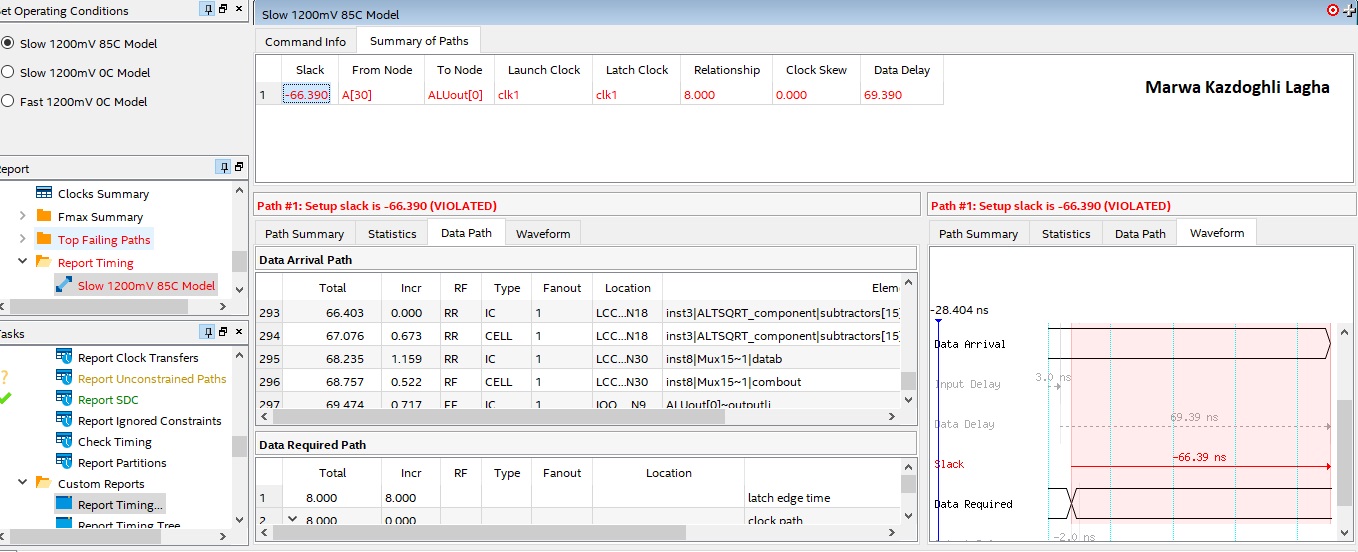 et Operating Conditions
Slow 1200mV 85C Model
Slow 1200mV 0C Model
Fast 1200mV 0C Model
Report
Clocks Summary
Fmax Summary
Top Failing Paths
Report Timing
Slow 1200mV 85C Model
Tasks
Report Clock Transfers
Report Unconstrained Paths
Report SDC
Report Ignored Constraints
Check Timing
Report Partitions
Custom Reports
Report Timing...
Report Timing Tree
Slow 1200mV 85C Model
Command Info Summary of Paths
Slack From Node To Node Launch Clock Latch Clock Relationship Clock Skew Data Delay
1 -66.390 A[30] ALUout[0] clk1 clk1 8.000 0.000 69.390
Marwa Kazdoghli Lagha
Path #1: Setup slack is -66.390 (VIOLATED)
Path Summary Statistics Data Path Waveform
Data Arrival Path
Total Incr RF Type Fanout Location Elem
293 66.403 0.000 RR IC 1 LCC...N18 inst3|ALTSQRT_component|subtractors[15]
294 67.076 0.673 RR CELL 1 LCC...N18 inst3|ALTSQRT_component|subtractors[15]
295 68.235 1.159 RR IC 1 LCC...N30 inst8|Mux15~1|datab
296 68.757 0.522 RF CELL 1 LCC...N30 inst8|Mux15~1|combout
297 69.474 0.717 FF IC 1 IOO...N9 ALUout[0]~output|i
Data Required Path
Total Incr RF Type Fanout Location
1 8.000 8.000 latch edge time
2 8.000 0.000 clock path
Path #1: Setup slack is -66.390 (VIOLATED)
Path Summary Statistics Data Path Waveform
-28.404 ns
Data Arrival
Input Delay 3.0 ns
Data Delay 69.39 ns
Slack -66.39 ns
Data Required
-2.0 ns